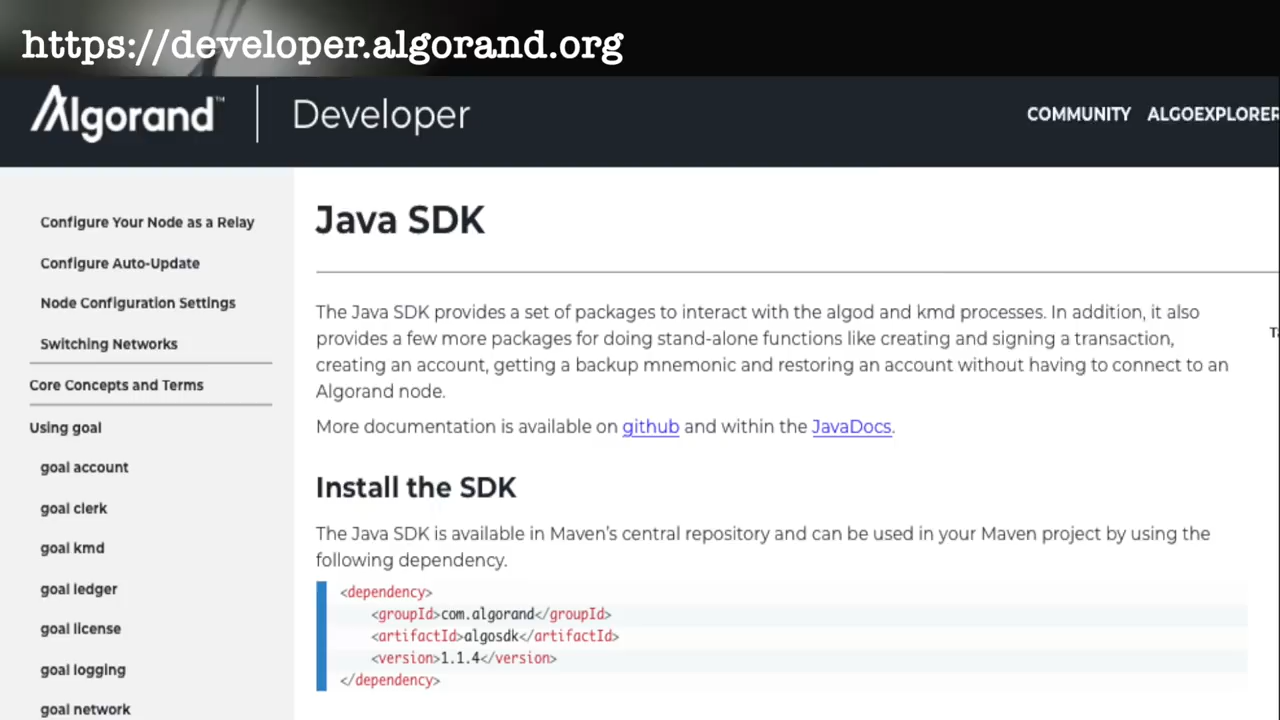 https://developer.algorand.org
Algorand™ | Developer
COMMUNITY ALGOEXPLORER
Configure Your Node as a Relay
Configure Auto-Update
Node Configuration Settings
Switching Networks
Core Concepts and Terms
Using goal
goal account
goal clerk
goal kmd
goal ledger
goal license
goal logging
goal network
Java SDK
The Java SDK provides a set of packages to interact with the algod and kmd processes. In addition, it also
provides a few more packages for doing stand-alone functions like creating and signing a transaction,
creating an account, getting a backup mnemonic and restoring an account without having to connect to an
Algorand node.
More documentation is available on github and within the JavaDocs.
Install the SDK
The Java SDK is available in Maven’s central repository and can be used in your Maven project by using the
following dependency.
<dependency>
<groupId>com.algorand</groupId>
<artifactId>algosdk</artifactId>
<version>1.1.4</version>
</dependency>